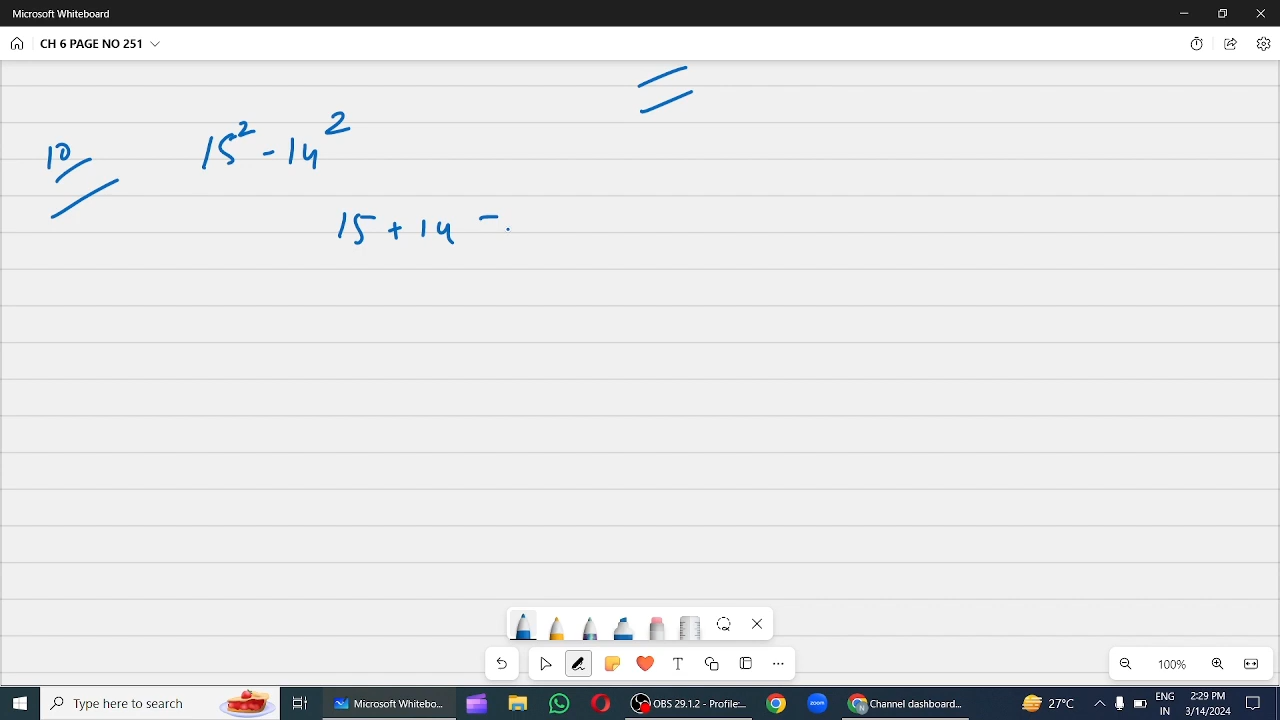 Microsoft Whiteboard
CH 6 PAGE NO 251
10
15² - 14²
15 + 14 =
T
100%
Type here to search
Microsoft Whitebo...
OBS 29.1.2 - Profile:...
zoom
Channel dashboard...
27°C
ENG
IN
2:29 PM
3/14/2024